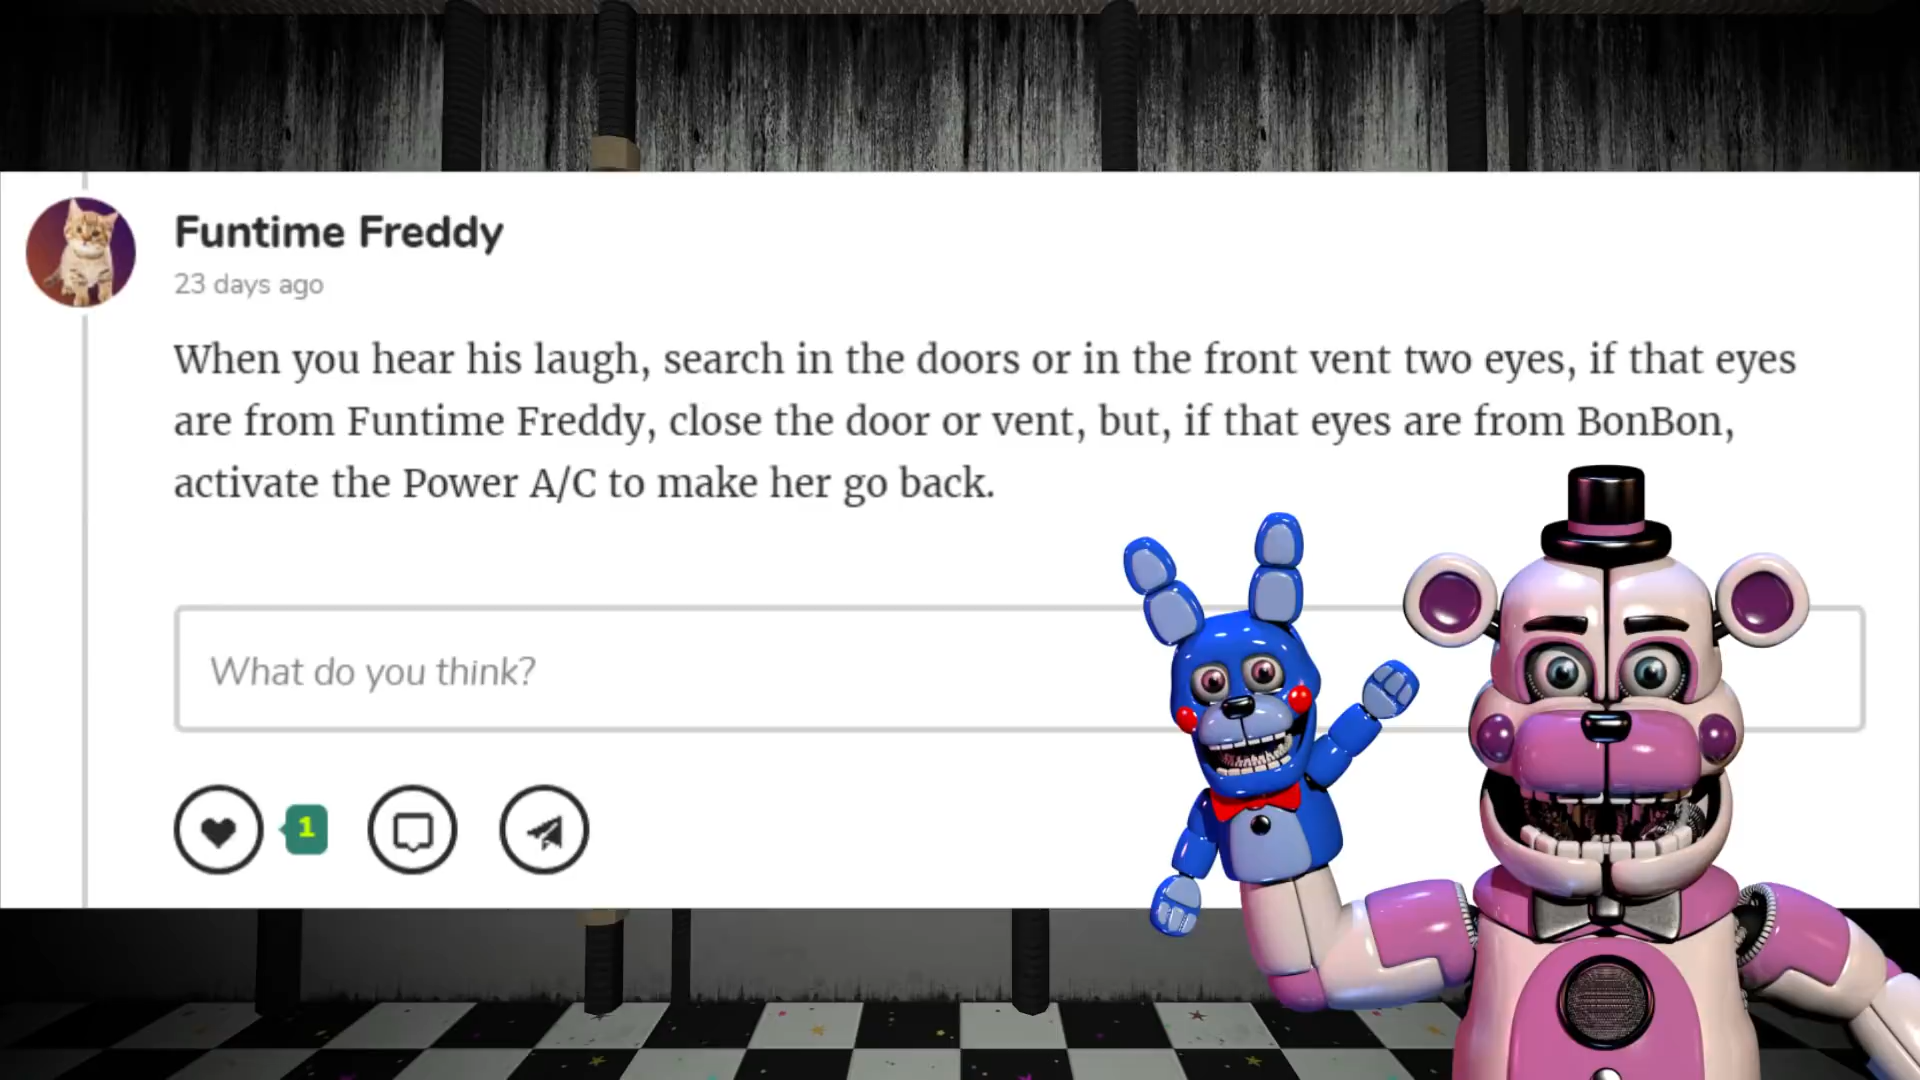 Funtime Freddy
23 days ago
When you hear his laugh, search in the doors or in the front vent two eyes, if that eyes
are from Funtime Freddy, close the door or vent, but, if that eyes are from BonBon,
activate the Power A/C to make her go back.
What do you think?
1